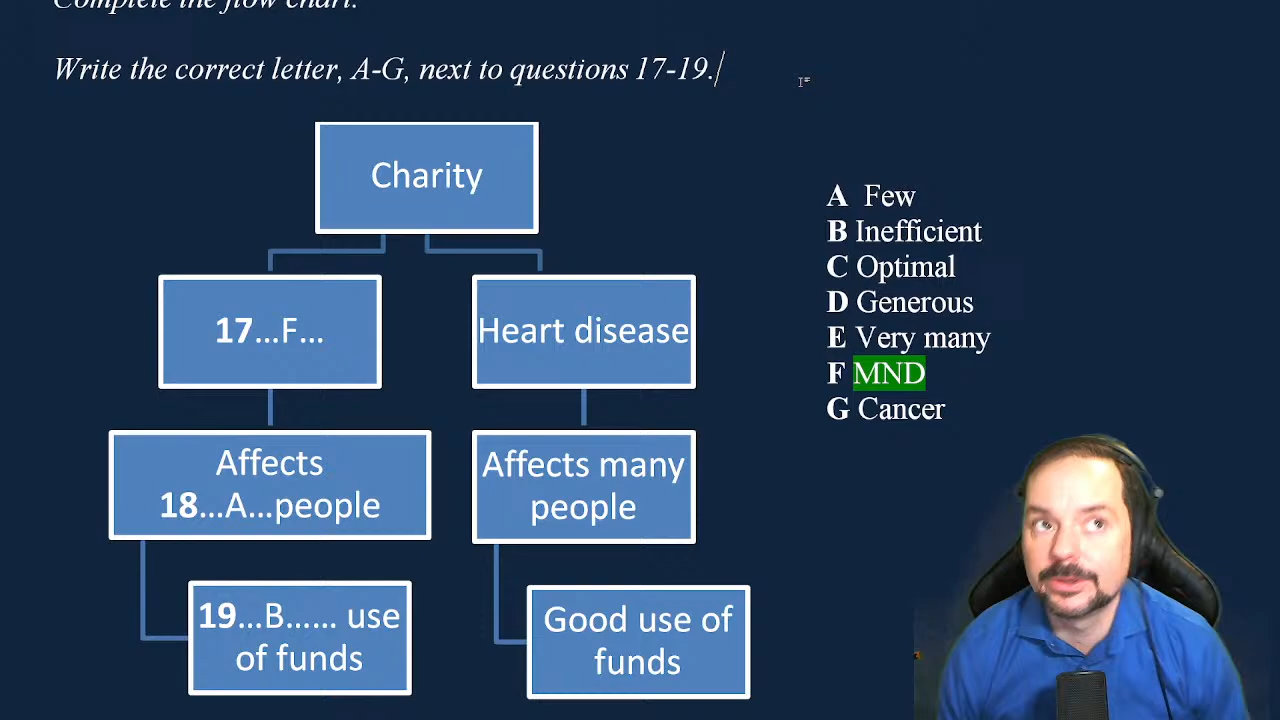 Complete the flow chart.
Write the correct letter, A-G, next to questions 17-19.
Charity
17...F...
Heart disease
Affects
18...A...people
Affects many
people
19...B...... use
of funds
Good use of
funds
A Few
B Inefficient
C Optimal
D Generous
E Very many
F MND
G Cancer